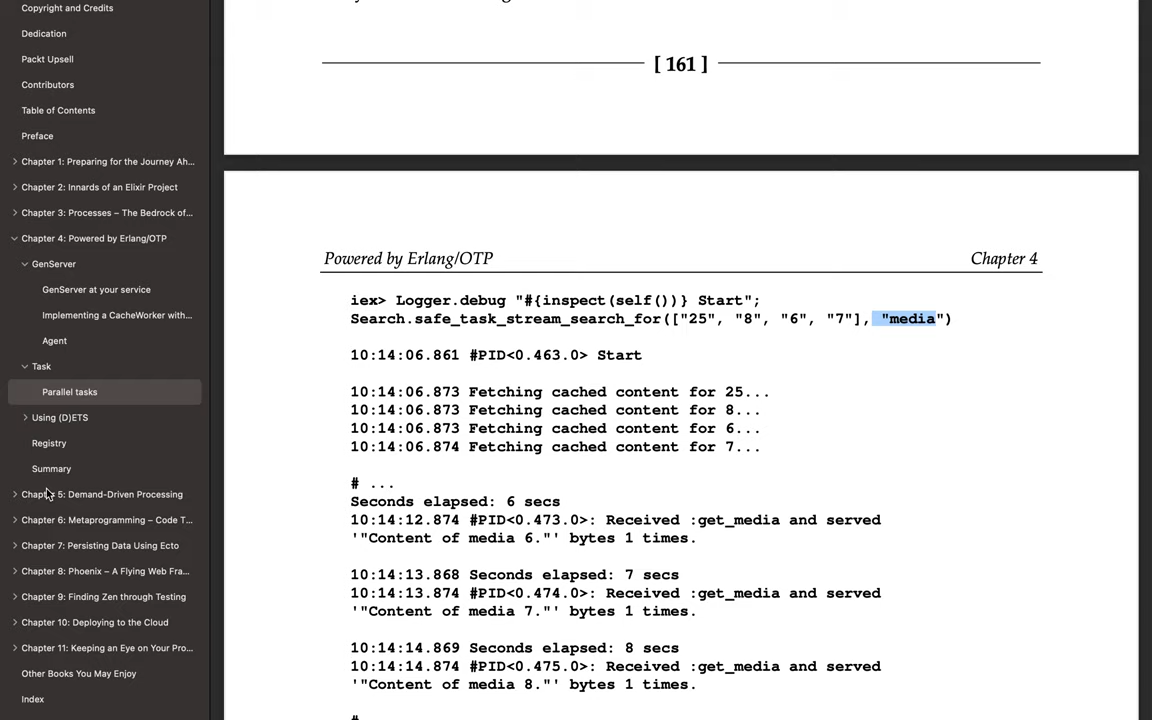 Copyright and Credits
Dedication
Packt Upsell
Contributors
Table of Contents
Preface
Chapter 1: Preparing for the Journey Ah...
Chapter 2: Innards of an Elixir Project
Chapter 3: Processes – The Bedrock of...
Chapter 4: Powered by Erlang/OTP
GenServer
GenServer at your service
Implementing a CacheWorker with...
Agent
Task
Parallel tasks
Using (D)ETS
Registry
Summary
Chapter 5: Demand-Driven Processing
Chapter 6: Metaprogramming – Code T...
Chapter 7: Persisting Data Using Ecto
Chapter 8: Phoenix – A Flying Web Fra...
Chapter 9: Finding Zen through Testing
Chapter 10: Deploying to the Cloud
Chapter 11: Keeping an Eye on Your Pro...
Other Books You May Enjoy
Index
[ 161 ]
Powered by Erlang/OTP Chapter 4
iex> Logger.debug "#{inspect(self())} Start";
Search.safe_task_stream_search_for(["25", "8", "6", "7"], "media")
10:14:06.861 #PID<0.463.0> Start
10:14:06.873 Fetching cached content for 25...
10:14:06.873 Fetching cached content for 8...
10:14:06.873 Fetching cached content for 6...
10:14:06.874 Fetching cached content for 7...
# ...
Seconds elapsed: 6 secs
10:14:12.874 #PID<0.473.0>: Received :get_media and served
'"Content of media 6."' bytes 1 times.
10:14:13.868 Seconds elapsed: 7 secs
10:14:13.874 #PID<0.474.0>: Received :get_media and served
'"Content of media 7."' bytes 1 times.
10:14:14.869 Seconds elapsed: 8 secs
10:14:14.874 #PID<0.475.0>: Received :get_media and served
'"Content of media 8."' bytes 1 times.
#